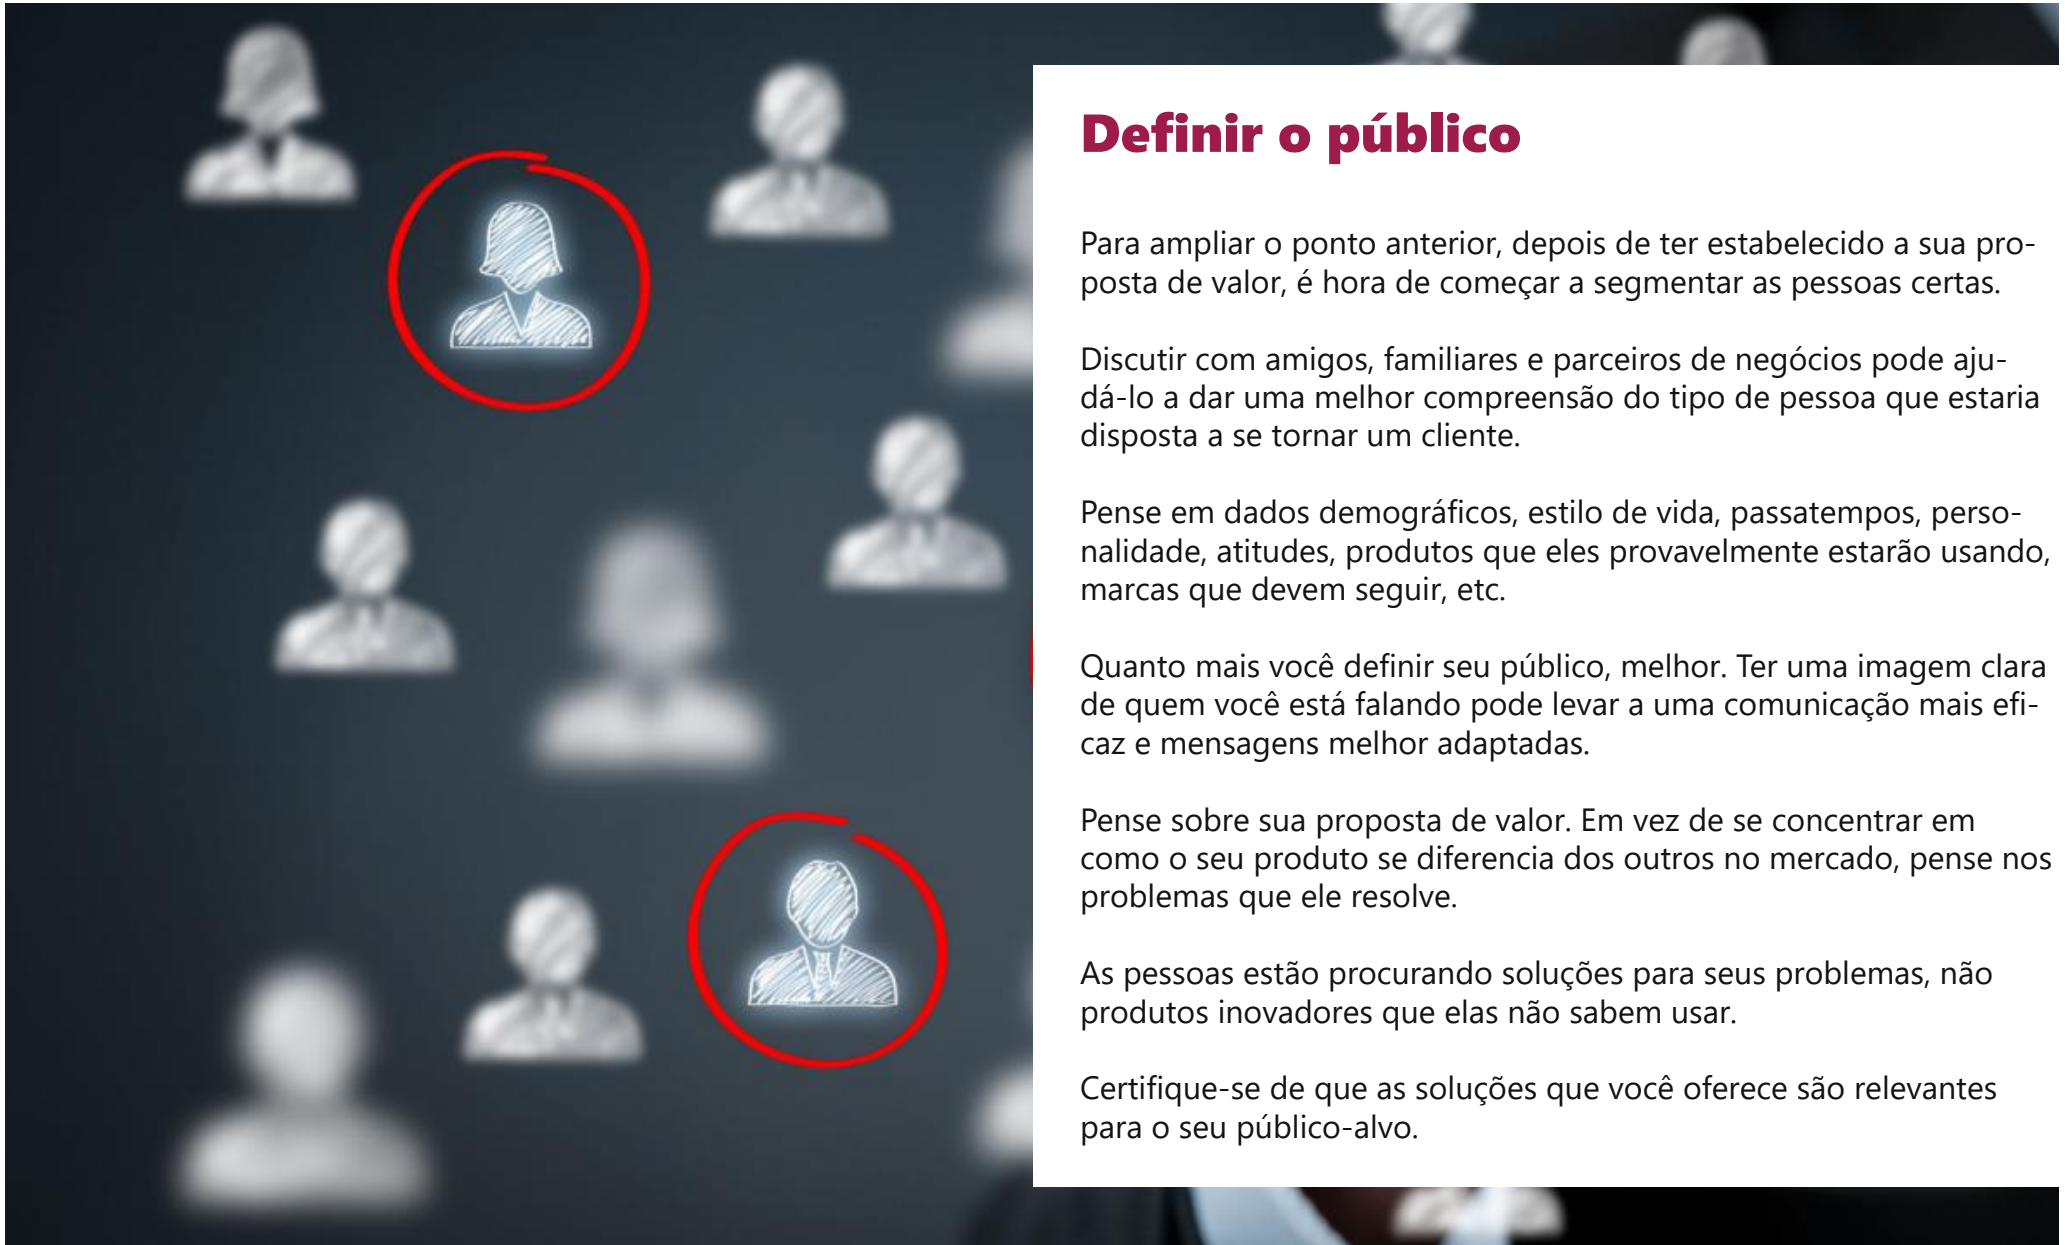 Definir o público
Para ampliar o ponto anterior, depois de ter estabelecido a sua pro-
posta de valor, é hora de começar a segmentar as pessoas certas.
Discutir com amigos, familiares e parceiros de negócios pode aju-
dá-lo a dar uma melhor compreensão do tipo de pessoa que estaria
disposta a se tornar um cliente.
Pense em dados demográficos, estilo de vida, passatempos, perso-
nalidade, atitudes, produtos que eles provavelmente estarão usando,
marcas que devem seguir, etc.
Quanto mais você definir seu público, melhor. Ter uma imagem clara
de quem você está falando pode levar a uma comunicação mais efi-
caz e mensagens melhor adaptadas.
Pense sobre sua proposta de valor. Em vez de se concentrar em
como o seu produto se diferencia dos outros no mercado, pense nos
problemas que ele resolve.
As pessoas estão procurando soluções para seus problemas, não
produtos inovadores que elas não sabem usar.
Certifique-se de que as soluções que você oferece são relevantes
para o seu público-alvo.